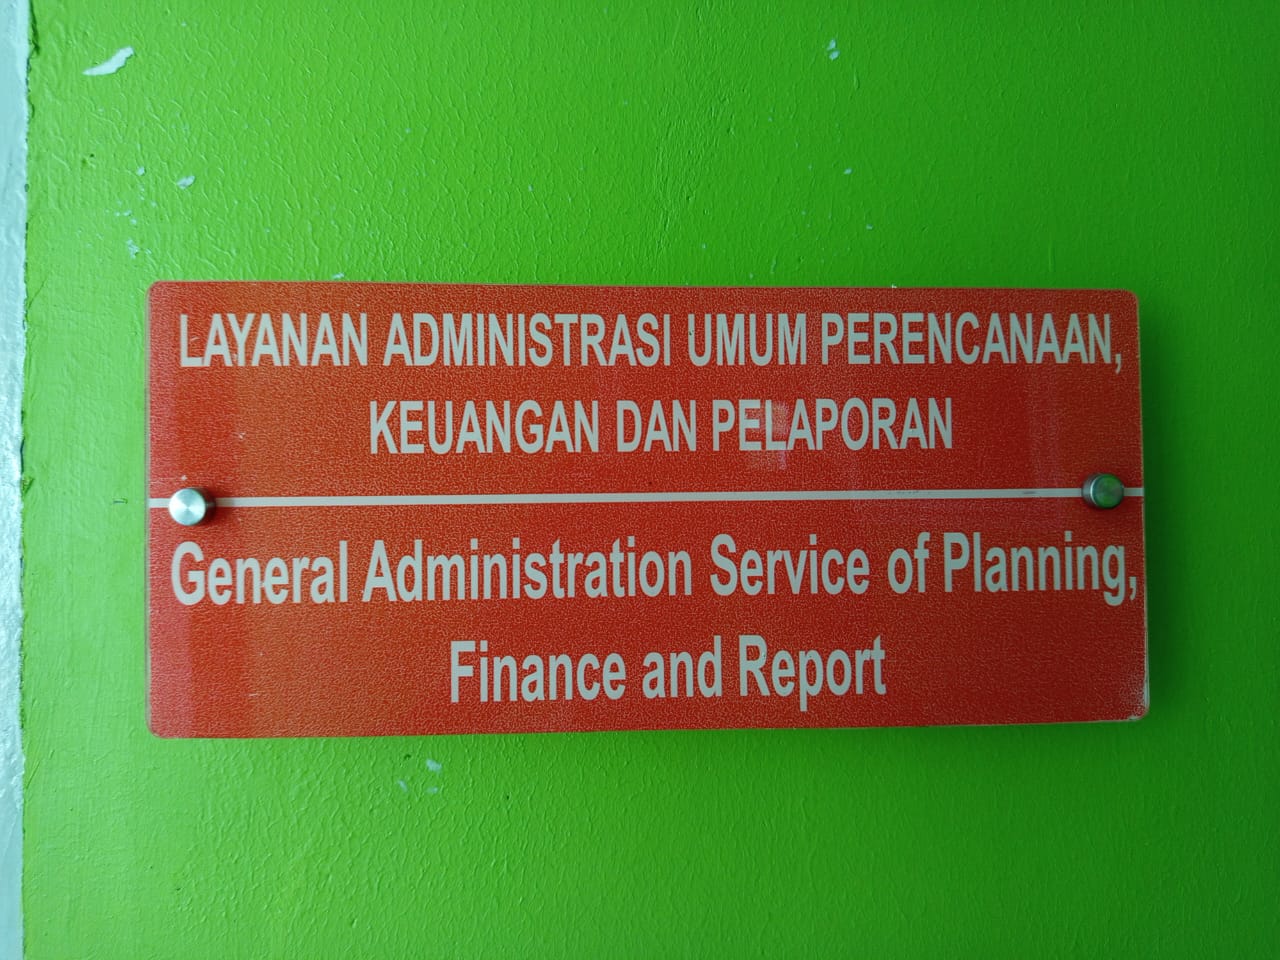 LAYANAN ADMINISTRASI UMUM PERENCANAAN,
KEUANGAN DAN PELAPORAN
General Administration Service of Planning,
Finance and Report